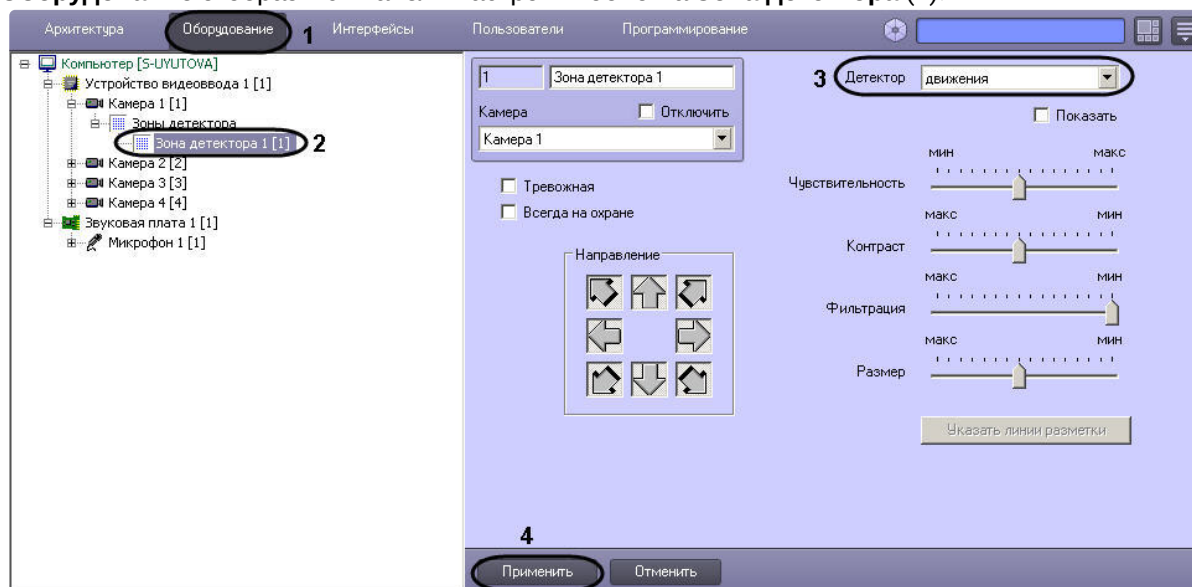 Архитектура Оборудование 1 Интерфейсы Пользователи Программирование
Компьютер [S-UYUTOVA]
Устройство видеоввода 1 [1]
Камера 1 [1]
Зоны детектора
Зона детектора 1 [1] 2
Камера 2 [2]
Камера 3 [3]
Камера 4 [4]
Звуковая плата 1 [1]
Микрофон 1 [1]
1 Зона детектора 1
Камера Отключить
Камера 1
Тревожная
Всегда на охране
Направление
3 Детектор движения
Показать
мин макс
Чувствительность
макс мин
Контраст
макс мин
Фильтрация
макс мин
Размер
Указать линии разметки
4
Применить Отменить